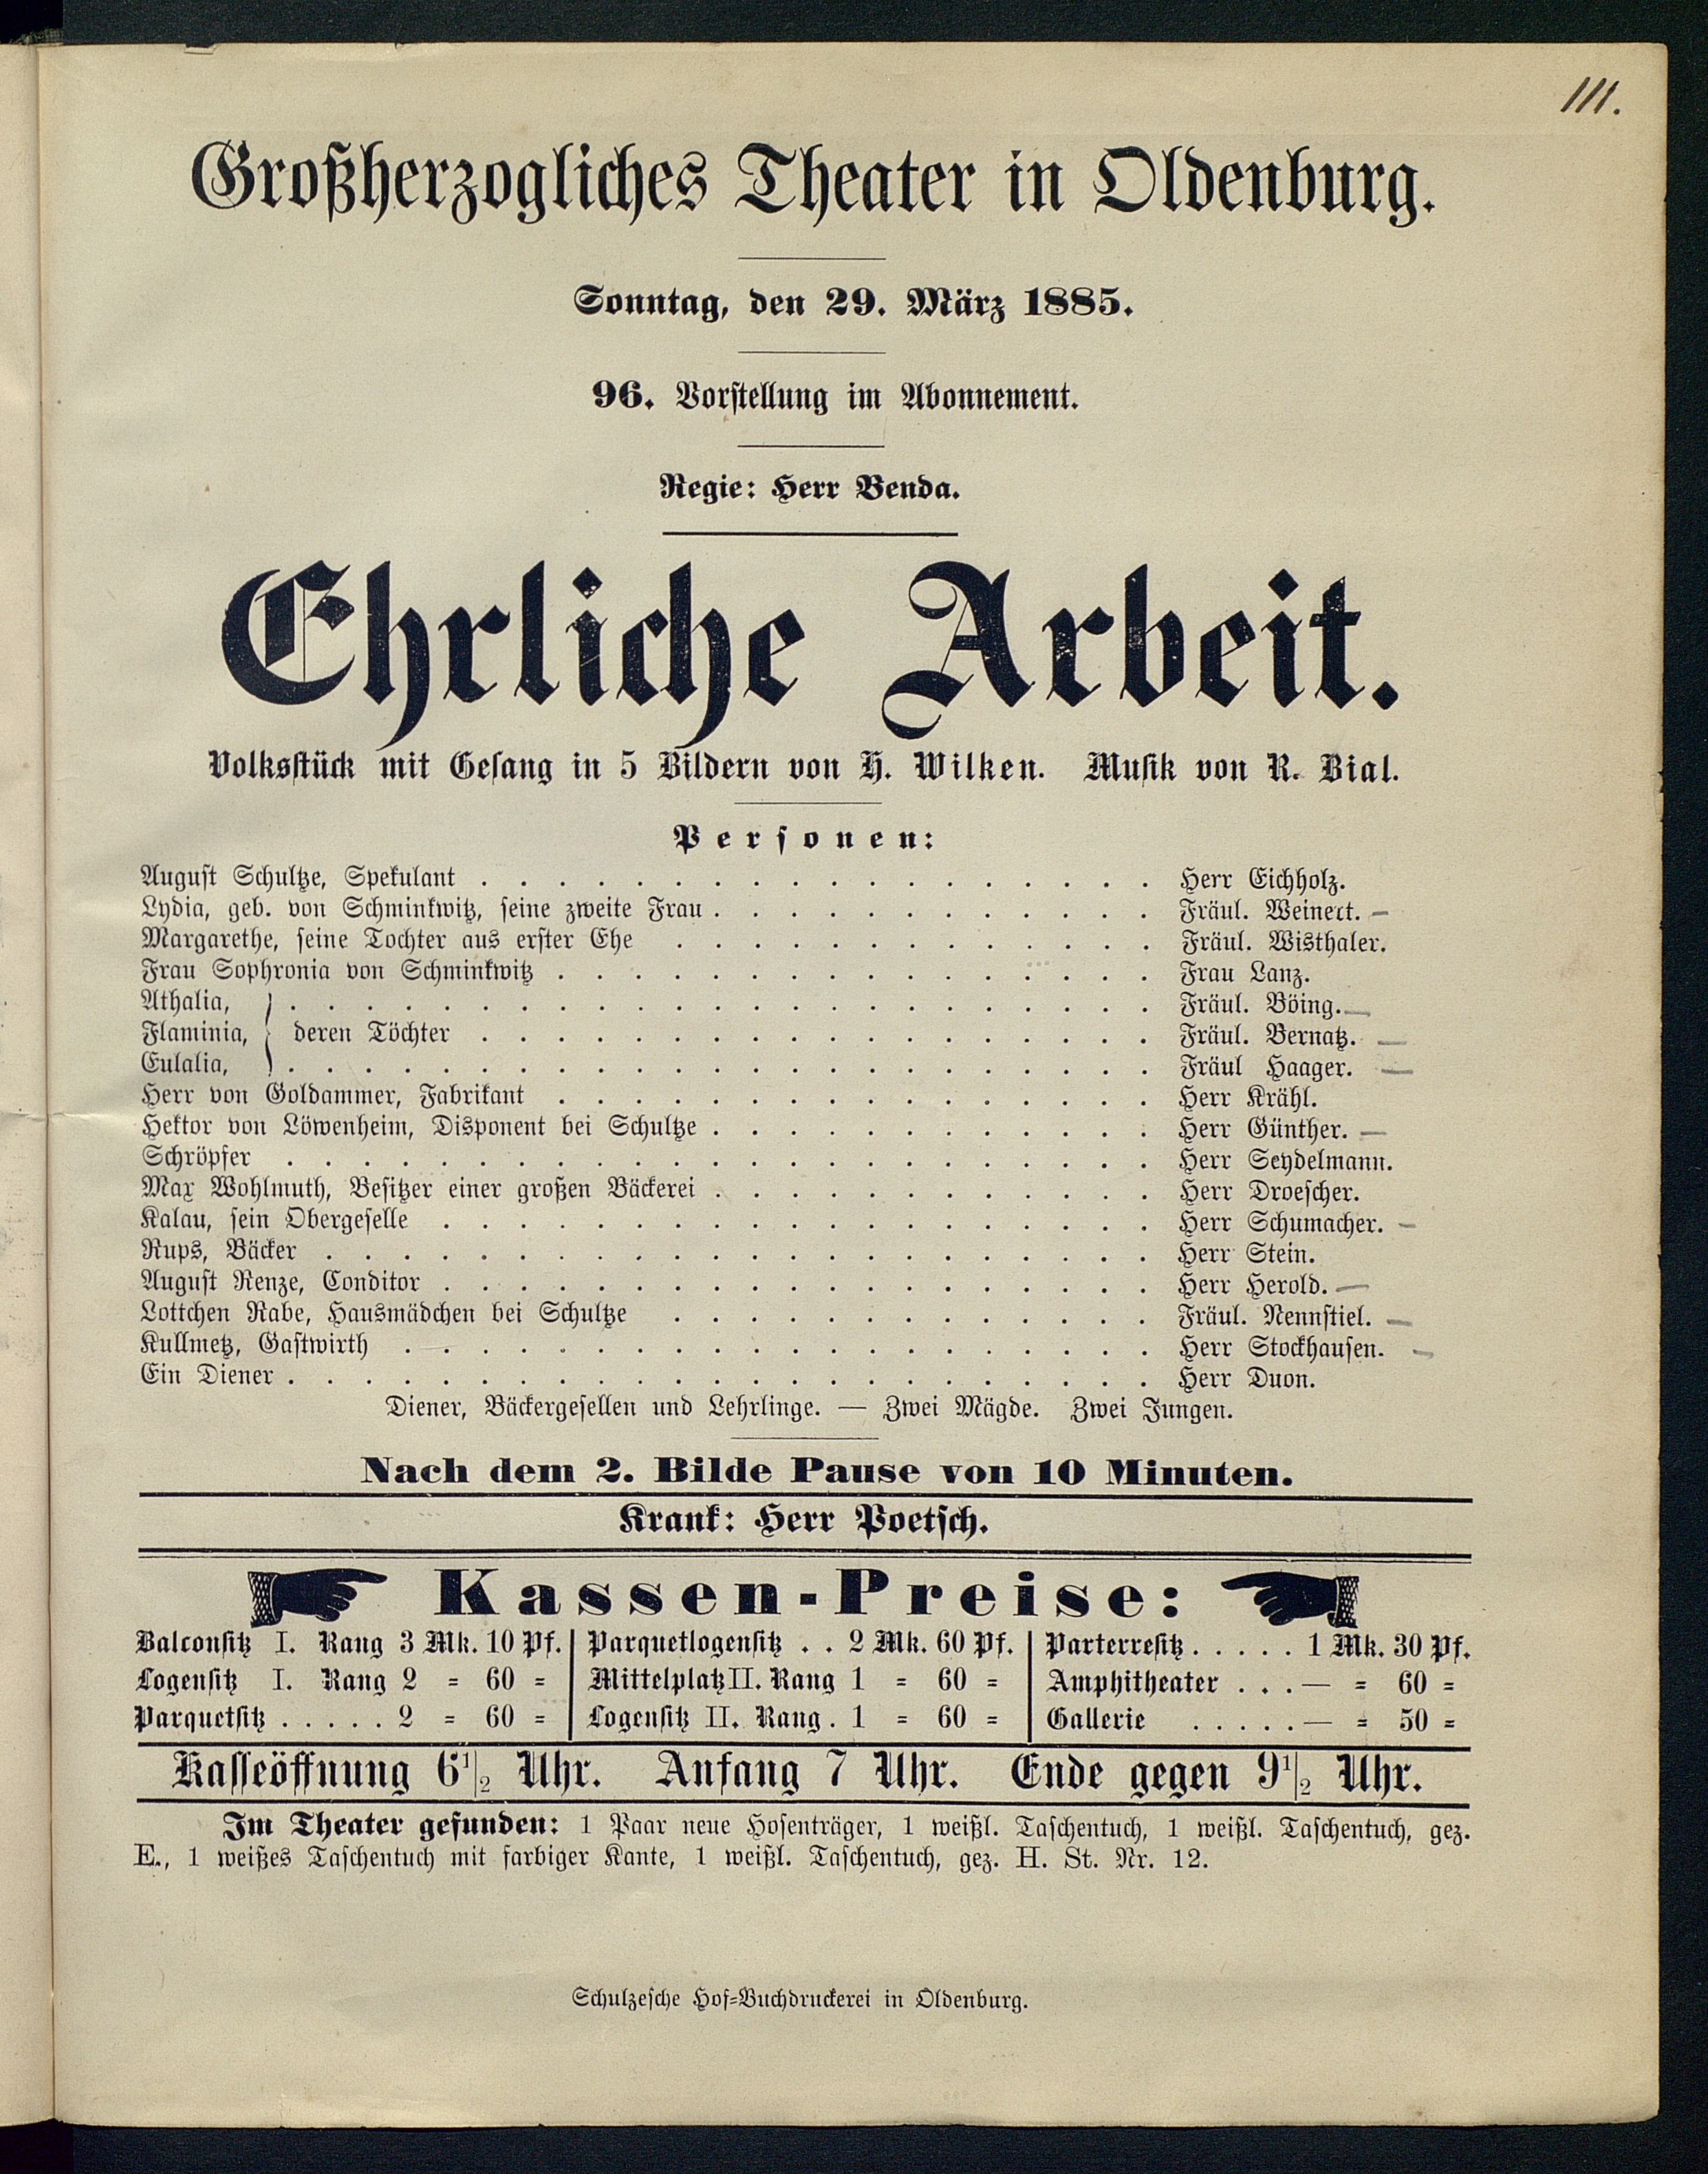 111.
Großherzogliches Theater in Oldenburg.
Sonntag, den 29. März 1885.
96. Vorstellung im Abonnement.
Regie: Herr Benda.
Ehrliche Arbeit.
Volksstück mit Gesang in 5 Bildern von H. Wilken. Musik von R. Bial.
Personen:
August Schultze, Spekulant . . . . . . . . . . . . . . . . . . Herr Eichholz.
Lydia, geb. von Schminkwitz, seine zweite Frau . . . . . . . . . . . . Fräul. Weinert. —
Margarethe, seine Tochter aus erster Ehe . . . . . . . . . . . . . Fräul. Wisthaler.
Frau Sophronia von Schminkwitz . . . . . . . . . . . . . . . . Frau Lanz.
Athalia, } . . . . . . . . . . . . . . . . . . . . . . . Fräul. Böing. —
Flaminia, } deren Töchter . . . . . . . . . . . . . . . . . . Fräul. Bernatz. —
Eulalia, } . . . . . . . . . . . . . . . . . . . . . . . Fräul Haager. —
Herr von Goldammer, Fabrikant . . . . . . . . . . . . . . . . Herr Krähl.
Hektor von Löwenheim, Disponent bei Schultze . . . . . . . . . . . . Herr Günther. —
Schröpfer . . . . . . . . . . . . . . . . . . . . . . . Herr Seydelmann.
Max Wohlmuth, Besitzer einer großen Bäckerei . . . . . . . . . . . . Herr Droescher.
Kalau, sein Obergeselle . . . . . . . . . . . . . . . . . . . Herr Schumacher. —
Rups, Bäcker . . . . . . . . . . . . . . . . . . . . . . Herr Stein.
August Renze, Conditor . . . . . . . . . . . . . . . . . . . Herr Herold. —
Lottchen Rabe, Hausmädchen bei Schultze . . . . . . . . . . . . . Fräul. Nennstiel. —
Kullmetz, Gastwirth . . . . . . . . . . . . . . . . . . . . Herr Stockhausen. —
Ein Diener . . . . . . . . . . . . . . . . . . . . . . . Herr Duon.
Diener, Bäckergesellen und Lehrlinge. — Zwei Mägde. Zwei Jungen.
Nach dem 2. Bilde Pause von 10 Minuten.
Krank: Herr Poetsch.
Kassen-Preise:
Balconsitz I. Rang 3 Mk. 10 Pf. | Parquetlogensitz . . 2 Mk. 60 Pf. | Parterresitz . . . . . 1 Mk. 30 Pf.
Logensitz I. Rang 2 = 60 = | Mittelplatz II. Rang 1 = 60 = | Amphitheater . . . — = 60 =
Parquetsitz . . . . . 2 = 60 = | Logensitz II. Rang . 1 = 60 = | Gallerie . . . . . — = 50 =
Kasseöffnung 6 1/2 Uhr. Anfang 7 Uhr. Ende gegen 9 1/2 Uhr.
Im Theater gefunden: 1 Paar neue Hosenträger, 1 weißl. Taschentuch, 1 weißl. Taschentuch, gez.
E., 1 weißes Taschentuch mit farbiger Kante, 1 weißl. Taschentuch, gez. H. St. Nr. 12.
Schulzesche Hof=Buchdruckerei in Oldenburg.